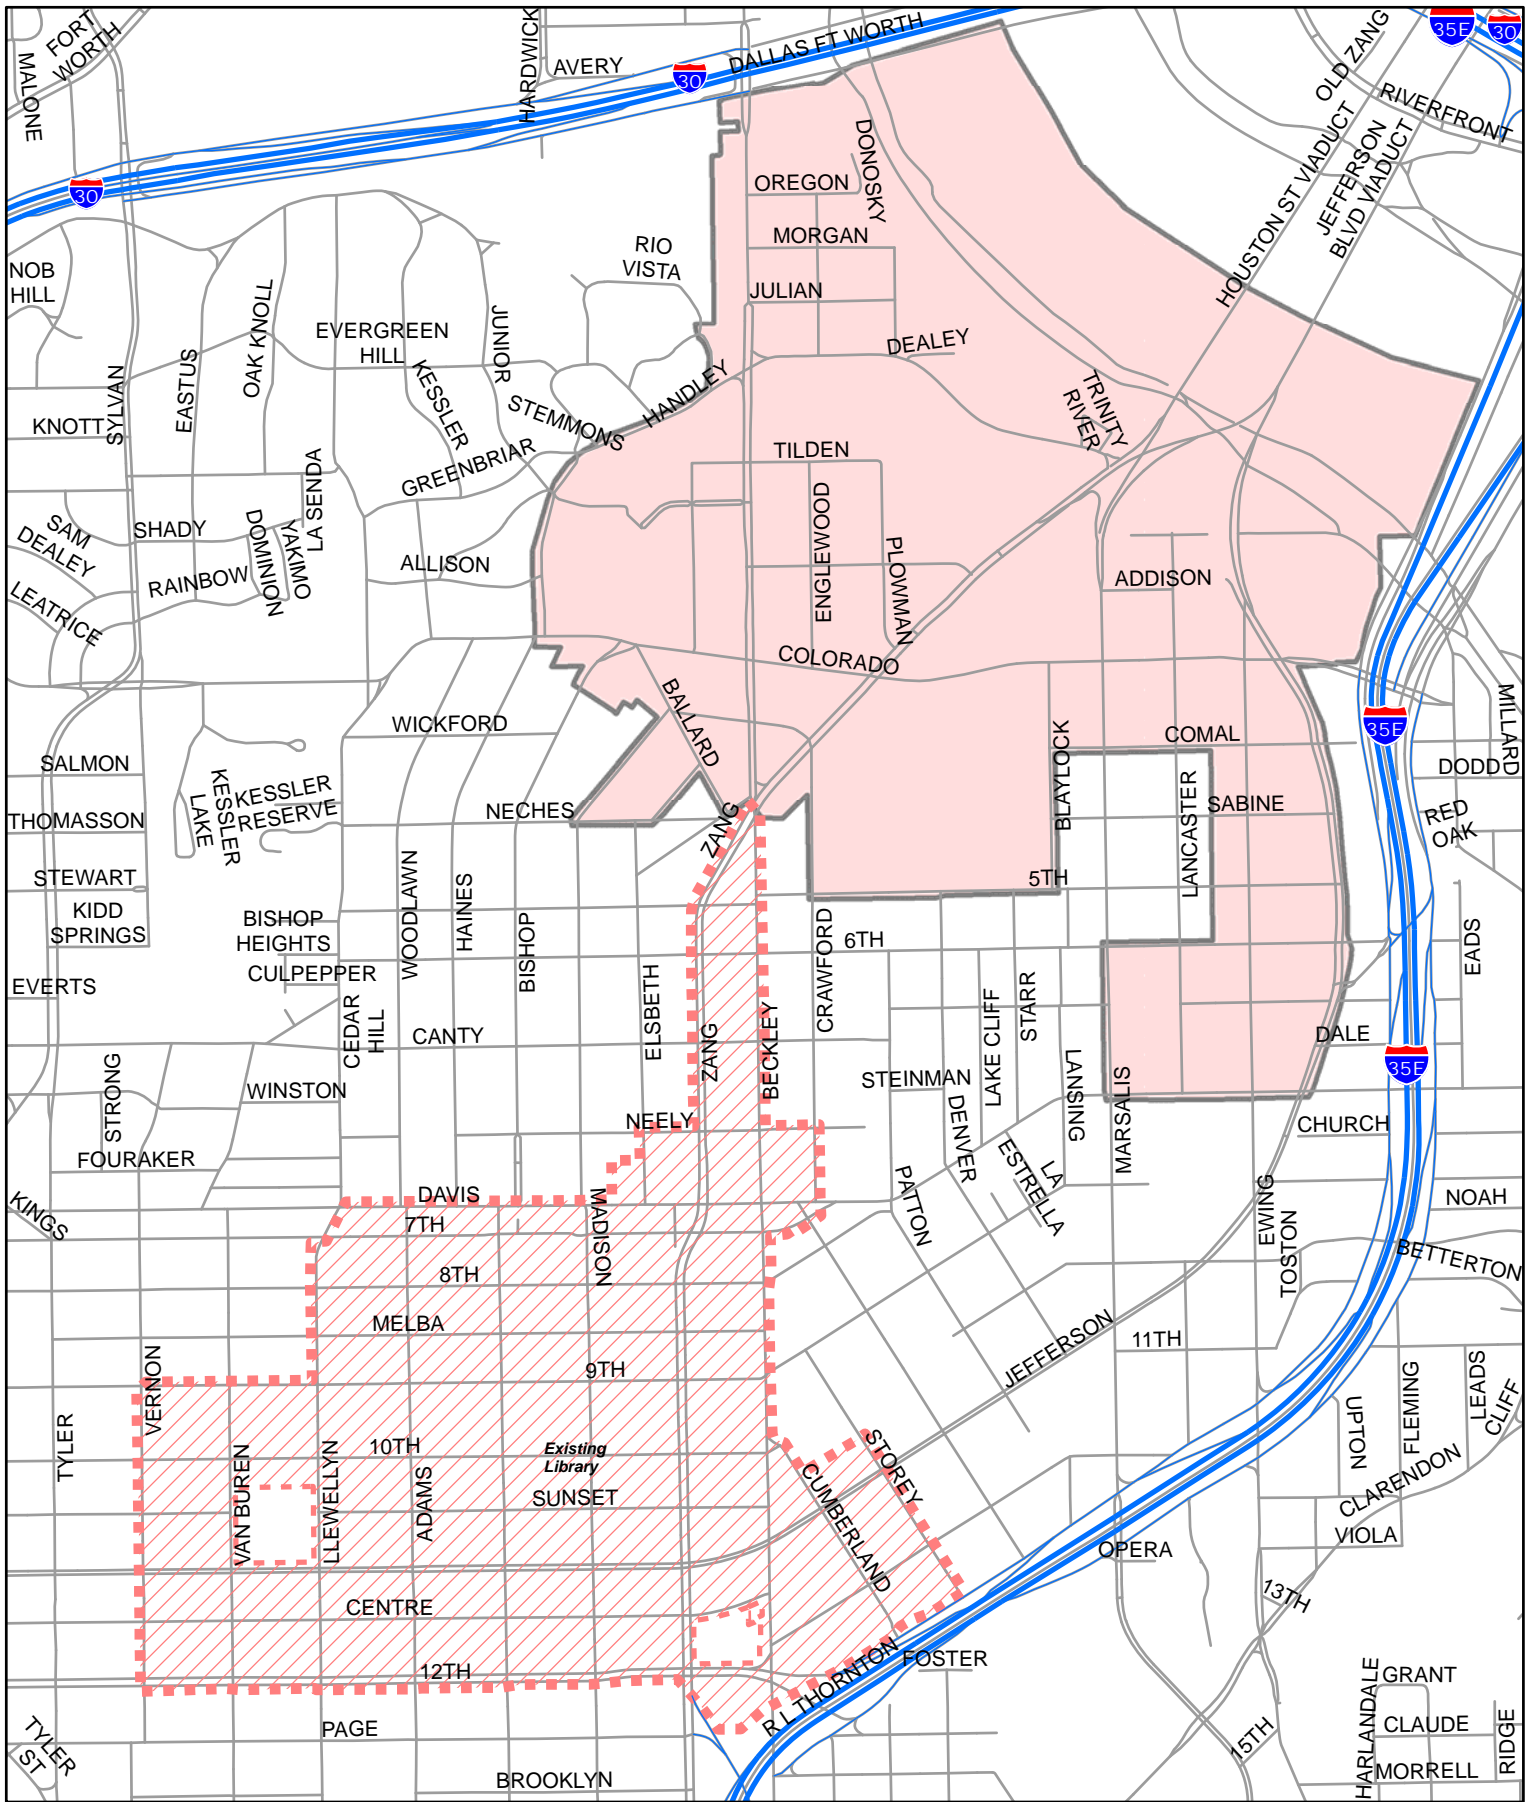 FORT
WORTH
MALONE
HARDWICK
AVERY
30
DALLAS FT WORTH
OLD ZANG
35E
30
RIVERFRONT
HOUSTON ST VIADUCT
JEFFERSON
BLVD VIADUCT
30
DONOSKY
OREGON
MORGAN
JULIAN
DEALEY
RIO
VISTA
NOB
HILL
OAK KNOLL
EVERGREEN
HILL
JUNIOR
KESSLER
EASTUS
SYLVAN
KNOTT
STEMMONS
HANDLEY
GREENBRIAR
TRINITY
RIVER
TILDEN
ENGLEWOOD
PLOWMAN
LA SENDA
SAM
DEALEY
SHADY
DOMINION
YAKIMO
RAINBOW
LEATRICE
ALLISON
ADDISON
COLORADO
BALLARD
WICKFORD
BLAYLOCK
COMAL
35E
MILLARD
DODD
SALMON
KESSLER
LAKE
KESSLER
RESERVE
THOMASSON
NECHES
ZANG
LANCASTER
SABINE
RED
OAK
STEWART
5TH
KIDD
SPRINGS
BISHOP
HEIGHTS
WOODLAWN
HAINES
BISHOP
CRAWFORD
6TH
EADS
CULPEPPER
EVERTS
CEDAR
HILL
CANTY
ELSBETH
ZANG
BECKLEY
LAKE CLIFF
STARR
DALE
35E
STRONG
WINSTON
STEINMAN
DENVER
LANSING
MARSALIS
NEELY
CHURCH
FOURAKER
LA
ESTRELLA
PATTON
KINGS
DAVIS
7TH
MADISON
EWING
TOSTON
NOAH
BETTERTON
8TH
MELBA
JEFFERSON
11TH
9TH
VERNON
TYLER
FLEMING
LEADS
CLIFF
UPTON
10TH
Existing
Library
STOREY
VAN BUREN
LLEWELLYN
ADAMS
SUNSET
CUMBERLAND
CLARENDON
VIOLA
OPERA
CENTRE
13TH
12TH
R L THORNTON
FOSTER
HARLANDALE
GRANT
TYLER
ST
PAGE
15TH
CLAUDE
RIDGE
BROOKLYN
MORRELL